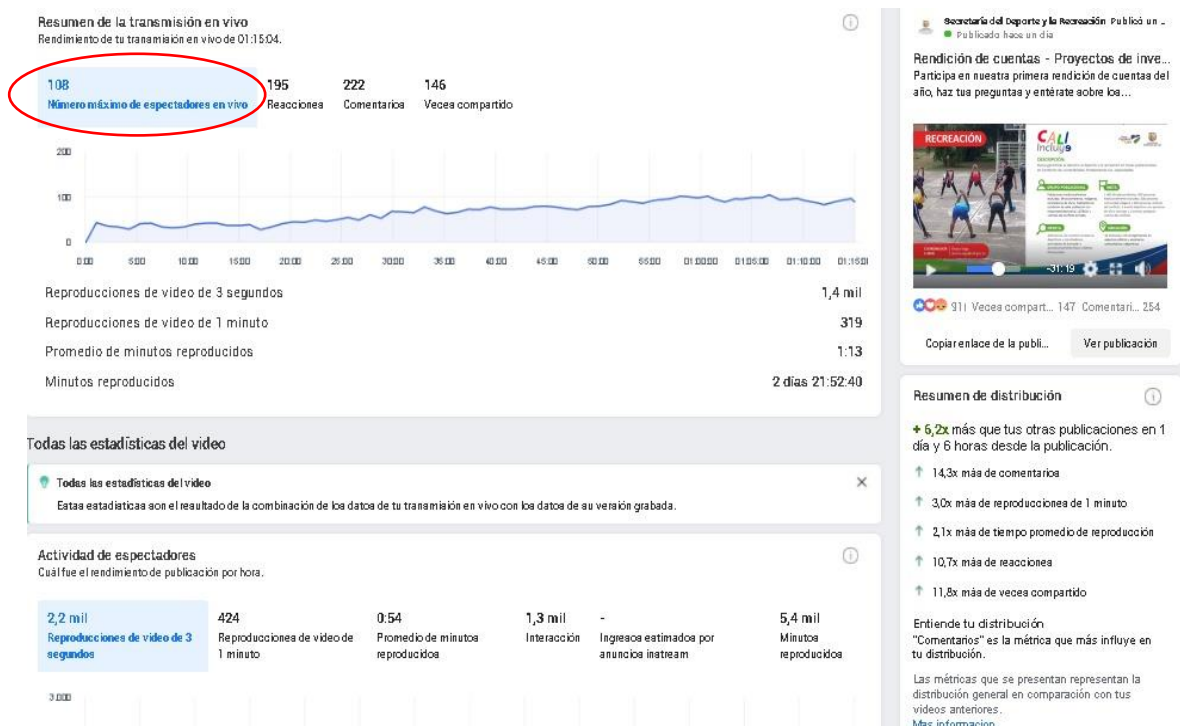 Resumen de la transmisión en vivo
Rendimiento de tu transmisión en vivo de 01:15:04.
108 195 222 146
Número máximo de espectadores en vivo Reacciones Comentarios Veces compartido
200
100
0
0:00 5:00 10:00 15:00 20:00 25:00 30:00 35:00 40:00 45:00 50:00 55:00 01:00:00 01:05:00 01:10:00 01:15:0
Reproducciones de video de 3 segundos 1,4 mil
Reproducciones de video de 1 minuto 319
Promedio de minutos reproducidos 1:13
Minutos reproducidos 2 días 21:52:40
Todas las estadísticas del video
Todas las estadísticas del video
Estas estadísticas son el resultado de la combinación de los datos de tu transmisión en vivo con los datos de su versión grabada.
Actividad de espectadores
Cuál fue el rendimiento de publicación por hora.
2,2 mil 424 0:54 1,3 mil - 5,4 mil
Reproducciones de video de 3 segundos
Reproducciones de video de 1 minuto
Promedio de minutos reproducidos
Interacción
Ingresos estimados por anuncios instream
Minutos reproducidos
3.000
Secretaría del Deporte y la Recreación Publicó un ...
Publicado hace un día
Rendición de cuentas - Proyectos de inve...
Participa en nuestra primera rendición de cuentas del
año, haz tus preguntas y entérate sobre los...
RECREACIÓN
CALI
Incluye
DESCRIPCIÓN
-31:19
Veces compart... 147 Comentari... 254
Copiar enlace de la publi... Ver publicación
Resumen de distribución
+ 6,2x más que tus otras publicaciones en 1
día y 6 horas desde la publicación.
14,3x más de comentarios
3,0x más de reproducciones de 1 minuto
2,1x más de tiempo promedio de reproducción
10,7x más de reacciones
11,8x más de veces compartido
Entiende tu distribución
"Comentarios" es la métrica que más influye en
tu distribución.
Las métricas que se presentan representan la
distribución general en comparación con tus
videos anteriores.
Mas informacion